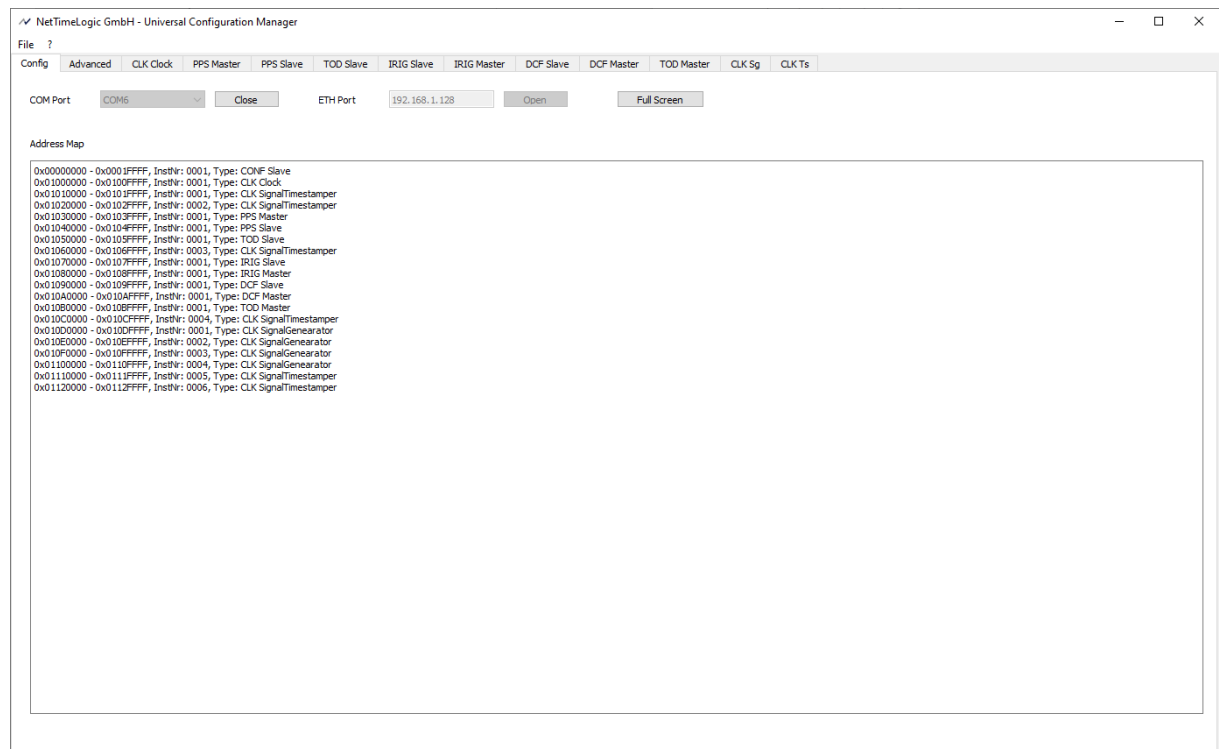 NetTimeLogic GmbH - Universal Configuration Manager
File ?
Config Advanced CLK Clock PPS Master PPS Slave TOD Slave IRIG Slave IRIG Master DCF Slave DCF Master TOD Master CLK Sg CLK Ts
COM Port COM6 Close ETH Port 192.168.1.128 Open Full Screen
Address Map
0x00000000 - 0x0001FFFF, InstNr: 0001, Type: CONF Slave
0x01000000 - 0x0100FFFF, InstNr: 0001, Type: CLK Clock
0x01010000 - 0x0101FFFF, InstNr: 0001, Type: CLK SignalTimestamper
0x01020000 - 0x0102FFFF, InstNr: 0002, Type: CLK SignalTimestamper
0x01030000 - 0x0103FFFF, InstNr: 0001, Type: PPS Master
0x01040000 - 0x0104FFFF, InstNr: 0001, Type: PPS Slave
0x01050000 - 0x0105FFFF, InstNr: 0001, Type: TOD Slave
0x01060000 - 0x0106FFFF, InstNr: 0003, Type: CLK SignalTimestamper
0x01070000 - 0x0107FFFF, InstNr: 0001, Type: IRIG Slave
0x01080000 - 0x0108FFFF, InstNr: 0001, Type: IRIG Master
0x01090000 - 0x0109FFFF, InstNr: 0001, Type: DCF Slave
0x010A0000 - 0x010AFFFF, InstNr: 0001, Type: DCF Master
0x010B0000 - 0x010BFFFF, InstNr: 0001, Type: TOD Master
0x010C0000 - 0x010CFFFF, InstNr: 0004, Type: CLK SignalTimestamper
0x010D0000 - 0x010DFFFF, InstNr: 0001, Type: CLK SignalGenearator
0x010E0000 - 0x010EFFFF, InstNr: 0002, Type: CLK SignalGenearator
0x010F0000 - 0x010FFFFF, InstNr: 0003, Type: CLK SignalGenearator
0x01100000 - 0x0110FFFF, InstNr: 0004, Type: CLK SignalGenearator
0x01110000 - 0x0111FFFF, InstNr: 0005, Type: CLK SignalTimestamper
0x01120000 - 0x0112FFFF, InstNr: 0006, Type: CLK SignalTimestamper